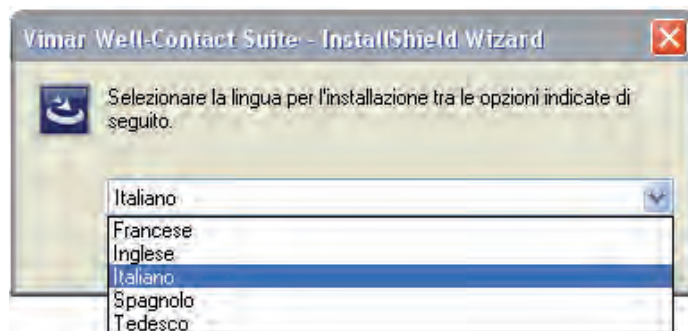 Vimar Well-Contact Suite - InstallShield Wizard
Selezionare la lingua per l'installazione tra le opzioni indicate di
seguito.
Italiano
Francese
Inglese
Italiano
Spagnolo
Tedesco